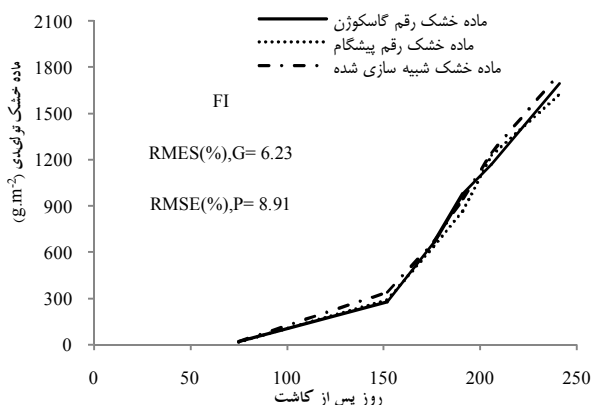 ماده خشک رقم گاسکوژن
ماده خشک رقم پیشگام
ماده خشک شبیه سازی شده
FI
RMES(%),G= 6.23
RMSE(%),P= 8.91
ماده خشک تولیدی (g.m-2)
2100
1800
1500
1200
900
600
300
0
0 50 100 150 200 250
روز پس از کاشت